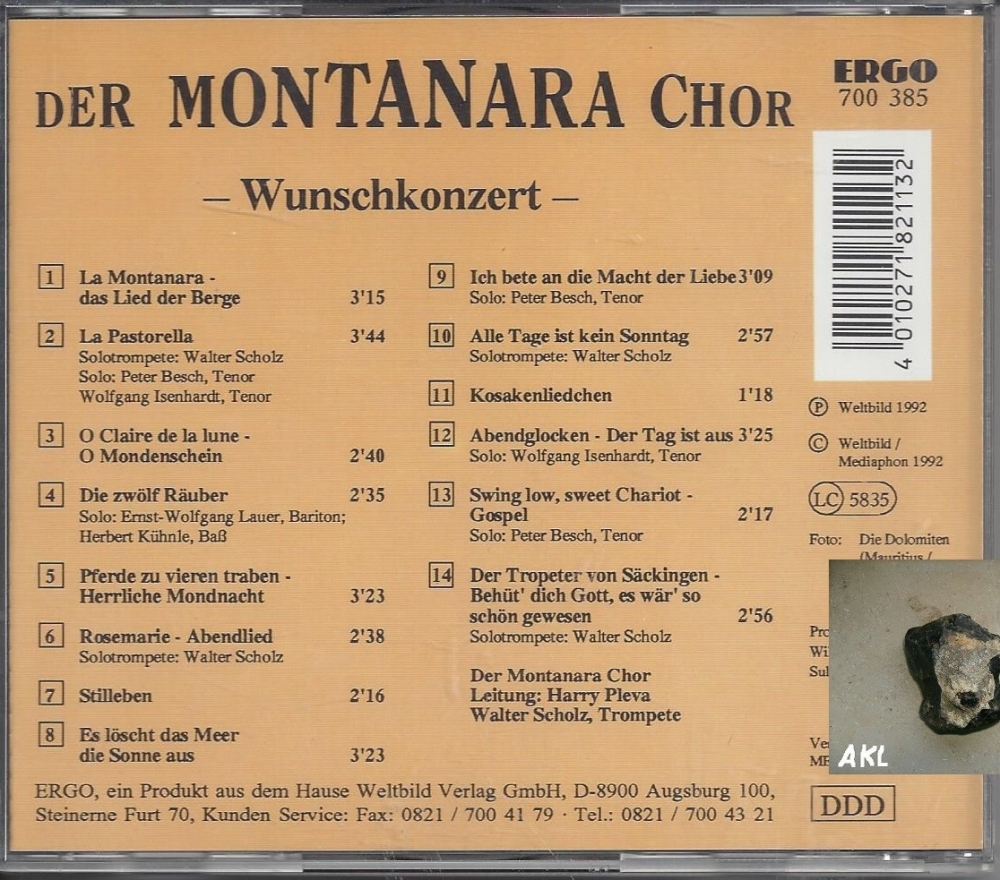 DER MONTANARA CHOR
– Wunschkonzert –
1 La Montanara -
das Lied der Berge 3'15
2 La Pastorella 3'44
Solotrompete: Walter Scholz
Solo: Peter Besch, Tenor
Wolfgang Isenhardt, Tenor
3 O Claire de la lune -
O Mondenschein 2'40
4 Die zwölf Räuber 2'35
Solo: Ernst-Wolfgang Lauer, Bariton;
Herbert Kühnle, Baß
5 Pferde zu vieren traben -
Herrliche Mondnacht 3'23
6 Rosemarie - Abendlied 2'38
Solotrompete: Walter Scholz
7 Stilleben 2'16
8 Es löscht das Meer
die Sonne aus 3'23
9 Ich bete an die Macht der Liebe 3'09
Solo: Peter Besch, Tenor
10 Alle Tage ist kein Sonntag 2'57
Solotrompete: Walter Scholz
11 Kosakenliedchen 1'18
12 Abendglocken - Der Tag ist aus 3'25
Solo: Wolfgang Isenhardt, Tenor
13 Swing low, sweet Chariot -
Gospel 2'17
Solo: Peter Besch, Tenor
14 Der Tropeter von Säckingen -
Behüt' dich Gott, es wär' so
schön gewesen 2'56
Solotrompete: Walter Scholz
Der Montanara Chor
Leitung: Harry Pleva
Walter Scholz, Trompete
ERGO, ein Produkt aus dem Hause Weltbild Verlag GmbH, D-8900 Augsburg 100,
Steinerne Furt 70, Kunden Service: Fax: 0821 / 700 41 79 · Tel.: 0821 / 700 43 21
ERGO
700 385
4 010271 821132
Ⓟ Weltbild 1992
© Weltbild /
Mediaphon 1992
LC 5835
Foto: Die Dolomiten
(Mauritius /
AKL
DDD